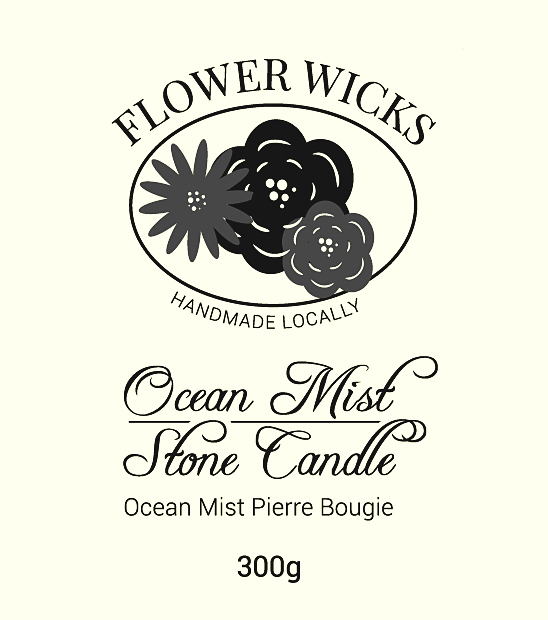 FLOWER WICKS
HANDMADE LOCALLY
Ocean Mist
Stone Candle
Ocean Mist Pierre Bougie
300g